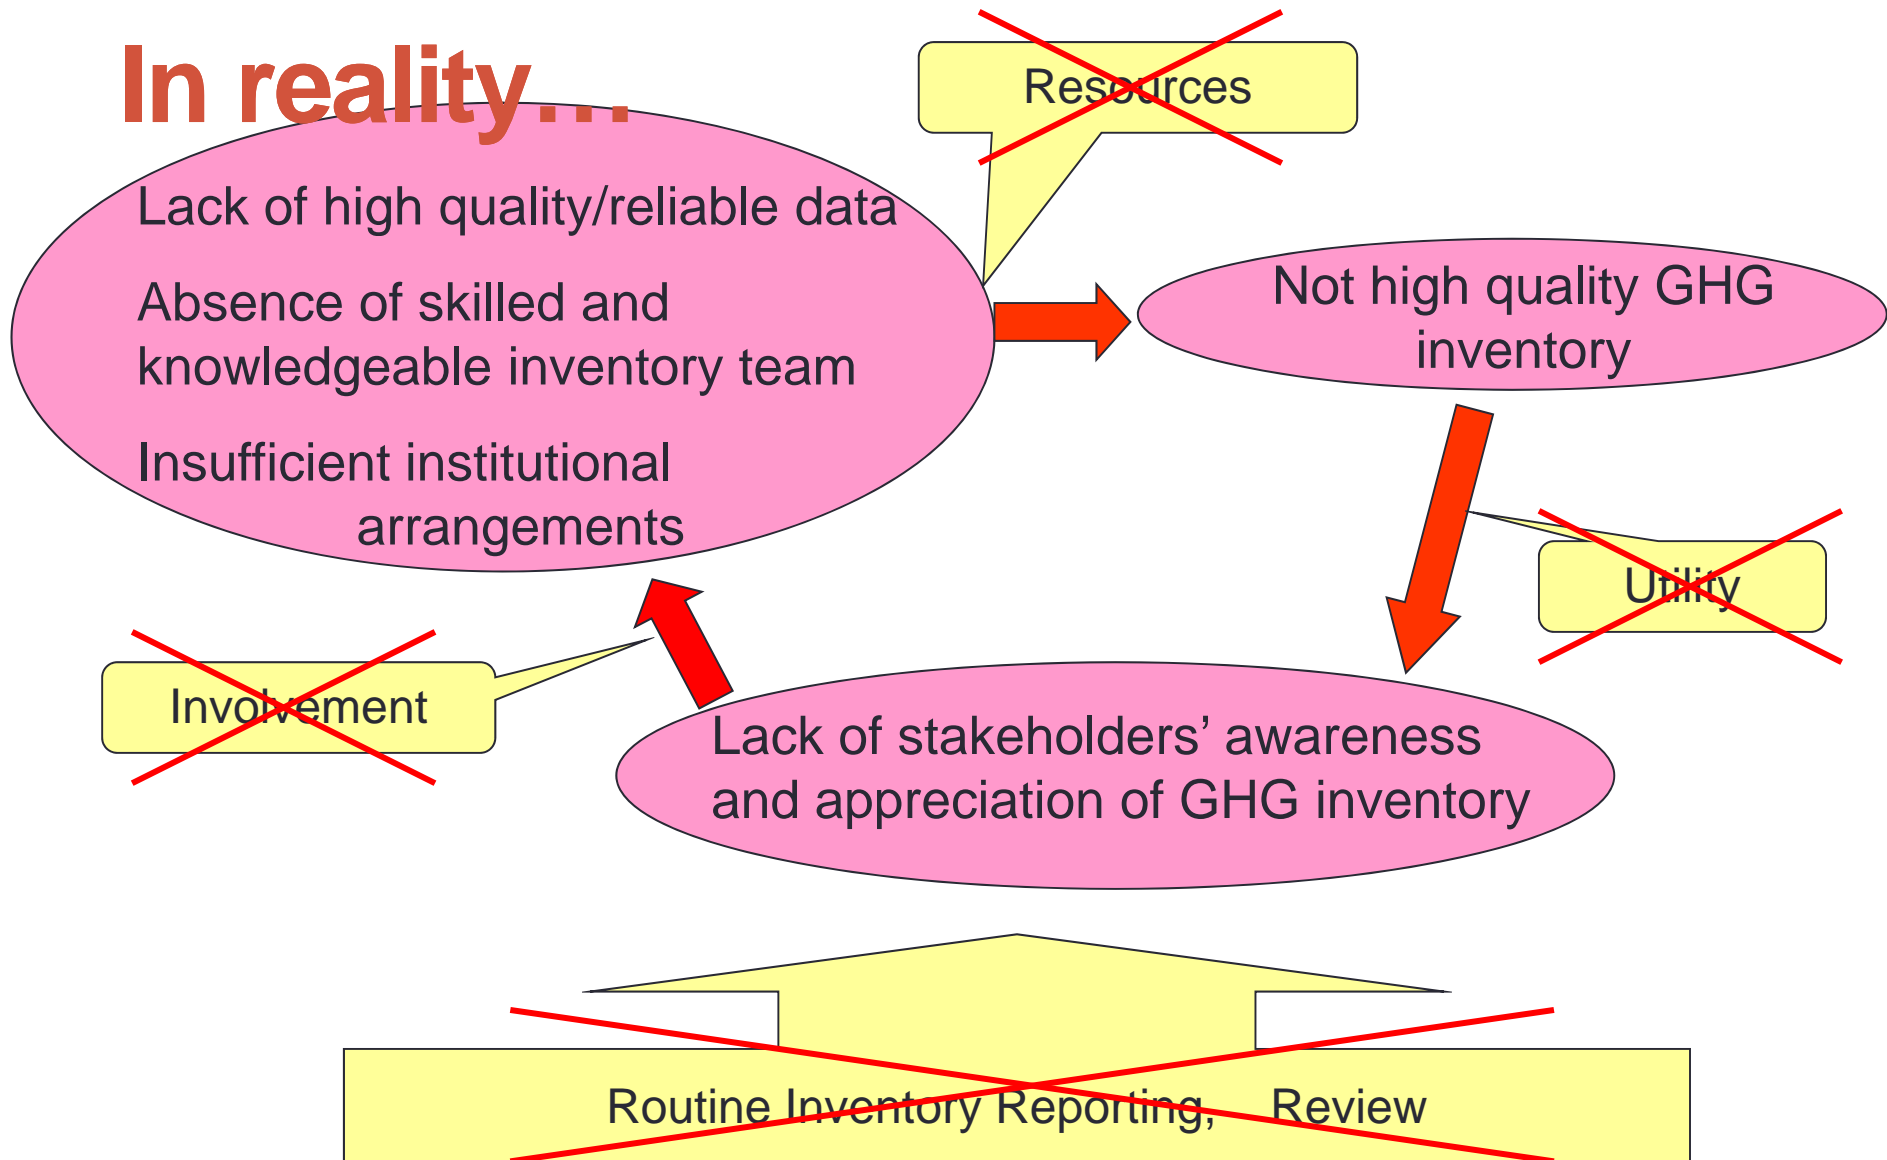 In reality…
Resources
Lack of high quality/reliable data
Absence of skilled and
knowledgeable inventory team
Insufficient institutional
arrangements
Not high quality GHG
inventory
Utility
Involvement
Lack of stakeholders’ awareness
and appreciation of GHG inventory
Routine Inventory Reporting, Review